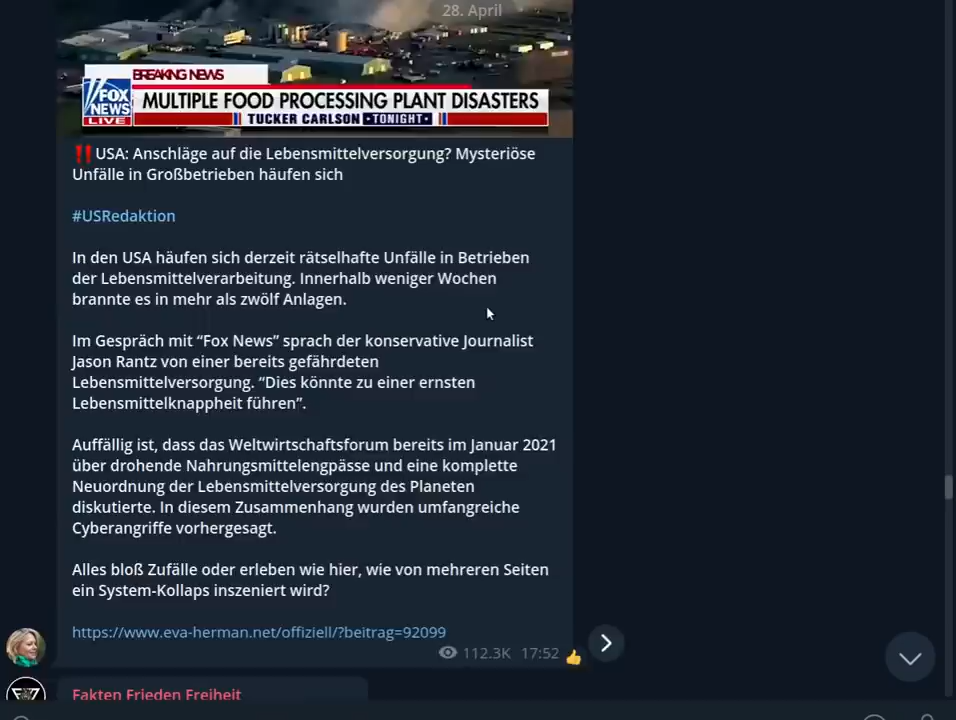 28. April
BREAKING NEWS
FOX
NEWS
LIVE
MULTIPLE FOOD PROCESSING PLANT DISASTERS
TUCKER CARLSON •TONIGHT•
‼️USA: Anschläge auf die Lebensmittelversorgung? Mysteriöse
Unfälle in Großbetrieben häufen sich
#USRedaktion
In den USA häufen sich derzeit rätselhafte Unfälle in Betrieben
der Lebensmittelverarbeitung. Innerhalb weniger Wochen
brannte es in mehr als zwölf Anlagen.
Im Gespräch mit “Fox News” sprach der konservative Journalist
Jason Rantz von einer bereits gefährdeten
Lebensmittelversorgung. “Dies könnte zu einer ernsten
Lebensmittelknappheit führen”.
Auffällig ist, dass das Weltwirtschaftsforum bereits im Januar 2021
über drohende Nahrungsmittelengpässe und eine komplette
Neuordnung der Lebensmittelversorgung des Planeten
diskutierte. In diesem Zusammenhang wurden umfangreiche
Cyberangriffe vorhergesagt.
Alles bloß Zufälle oder erleben wie hier, wie von mehreren Seiten
ein System-Kollaps inszeniert wird?
https://www.eva-herman.net/offiziell/?beitrag=92099
112.3K 17:52
Fakten Frieden Freiheit